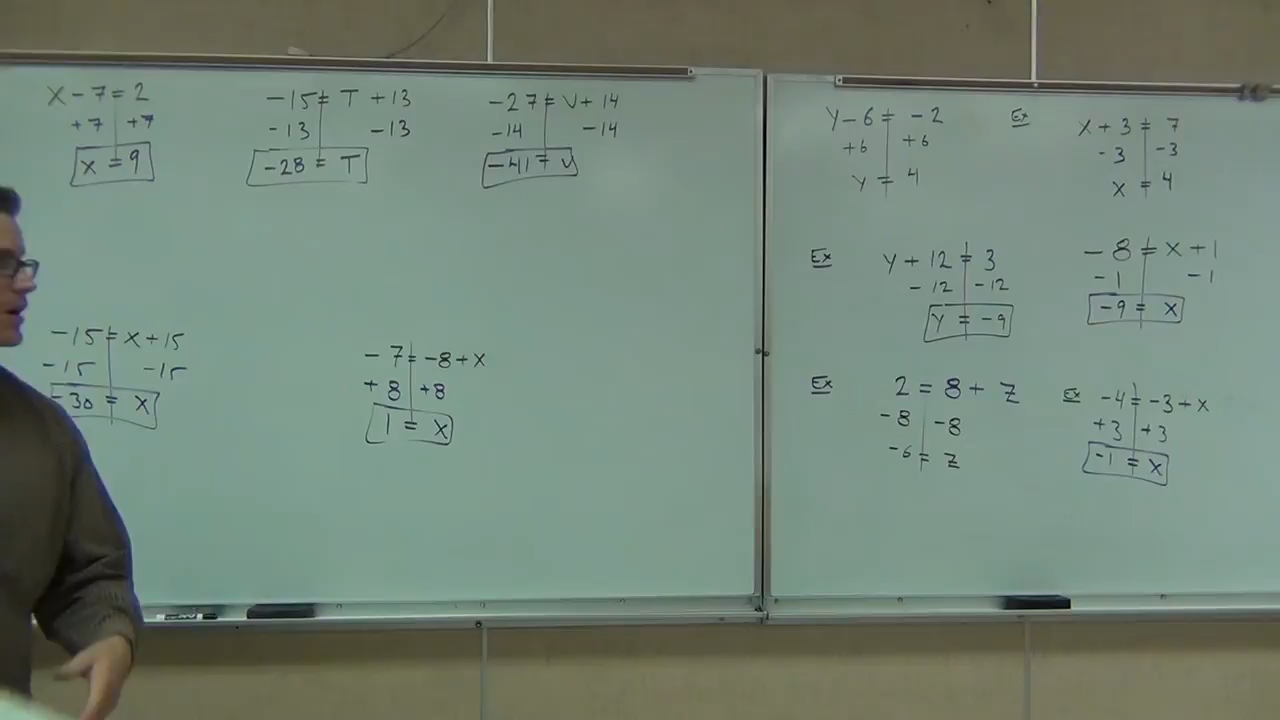 x - 7 = 2
+7 +7
x = 9
-15 = T + 13
-13 -13
-28 = T
-27 = V + 14
-14 -14
-41 = V
-15 = x + 15
-15 -15
-30 = x
-7 = -8 + x
+8 +8
1 = x
y - 6 = -2
+6 +6
y = 4
Ex
x + 3 = 7
-3 -3
x = 4
Ex
y + 12 = 3
-12 -12
y = -9
-8 = x + 1
-1 -1
-9 = x
Ex
2 = 8 + z
-8 -8
-6 = z
Ex
-4 = -3 + x
+3 +3
-1 = x